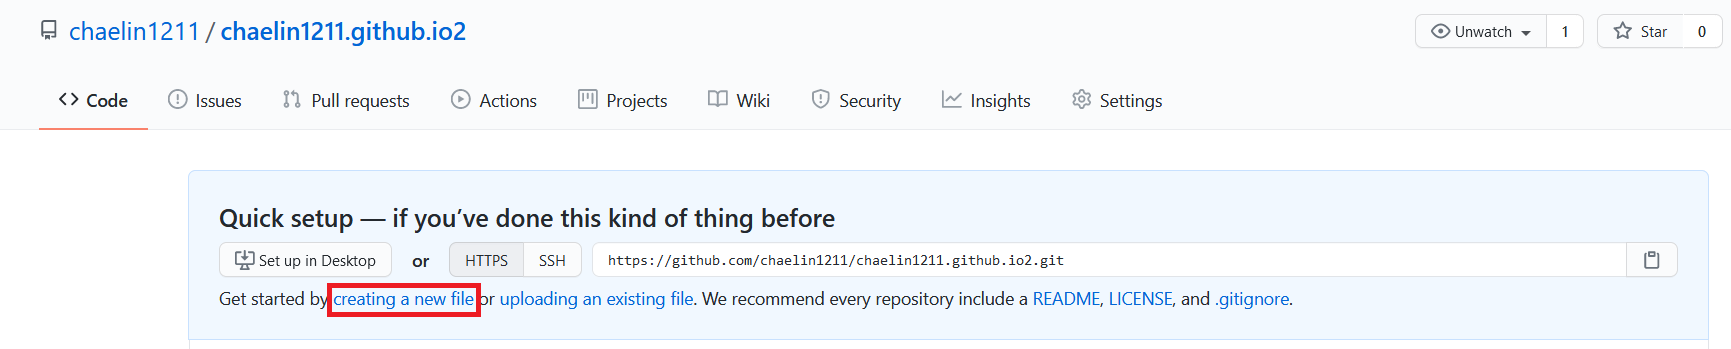 chaelin1211 / chaelin1211.github.io2
Unwatch 1 Star 0
Code Issues Pull requests Actions Projects Wiki Security Insights Settings
Quick setup — if you’ve done this kind of thing before
Set up in Desktop or HTTPS SSH https://github.com/chaelin1211/chaelin1211.github.io2.git
Get started by creating a new file or uploading an existing file. We recommend every repository include a README, LICENSE, and .gitignore.